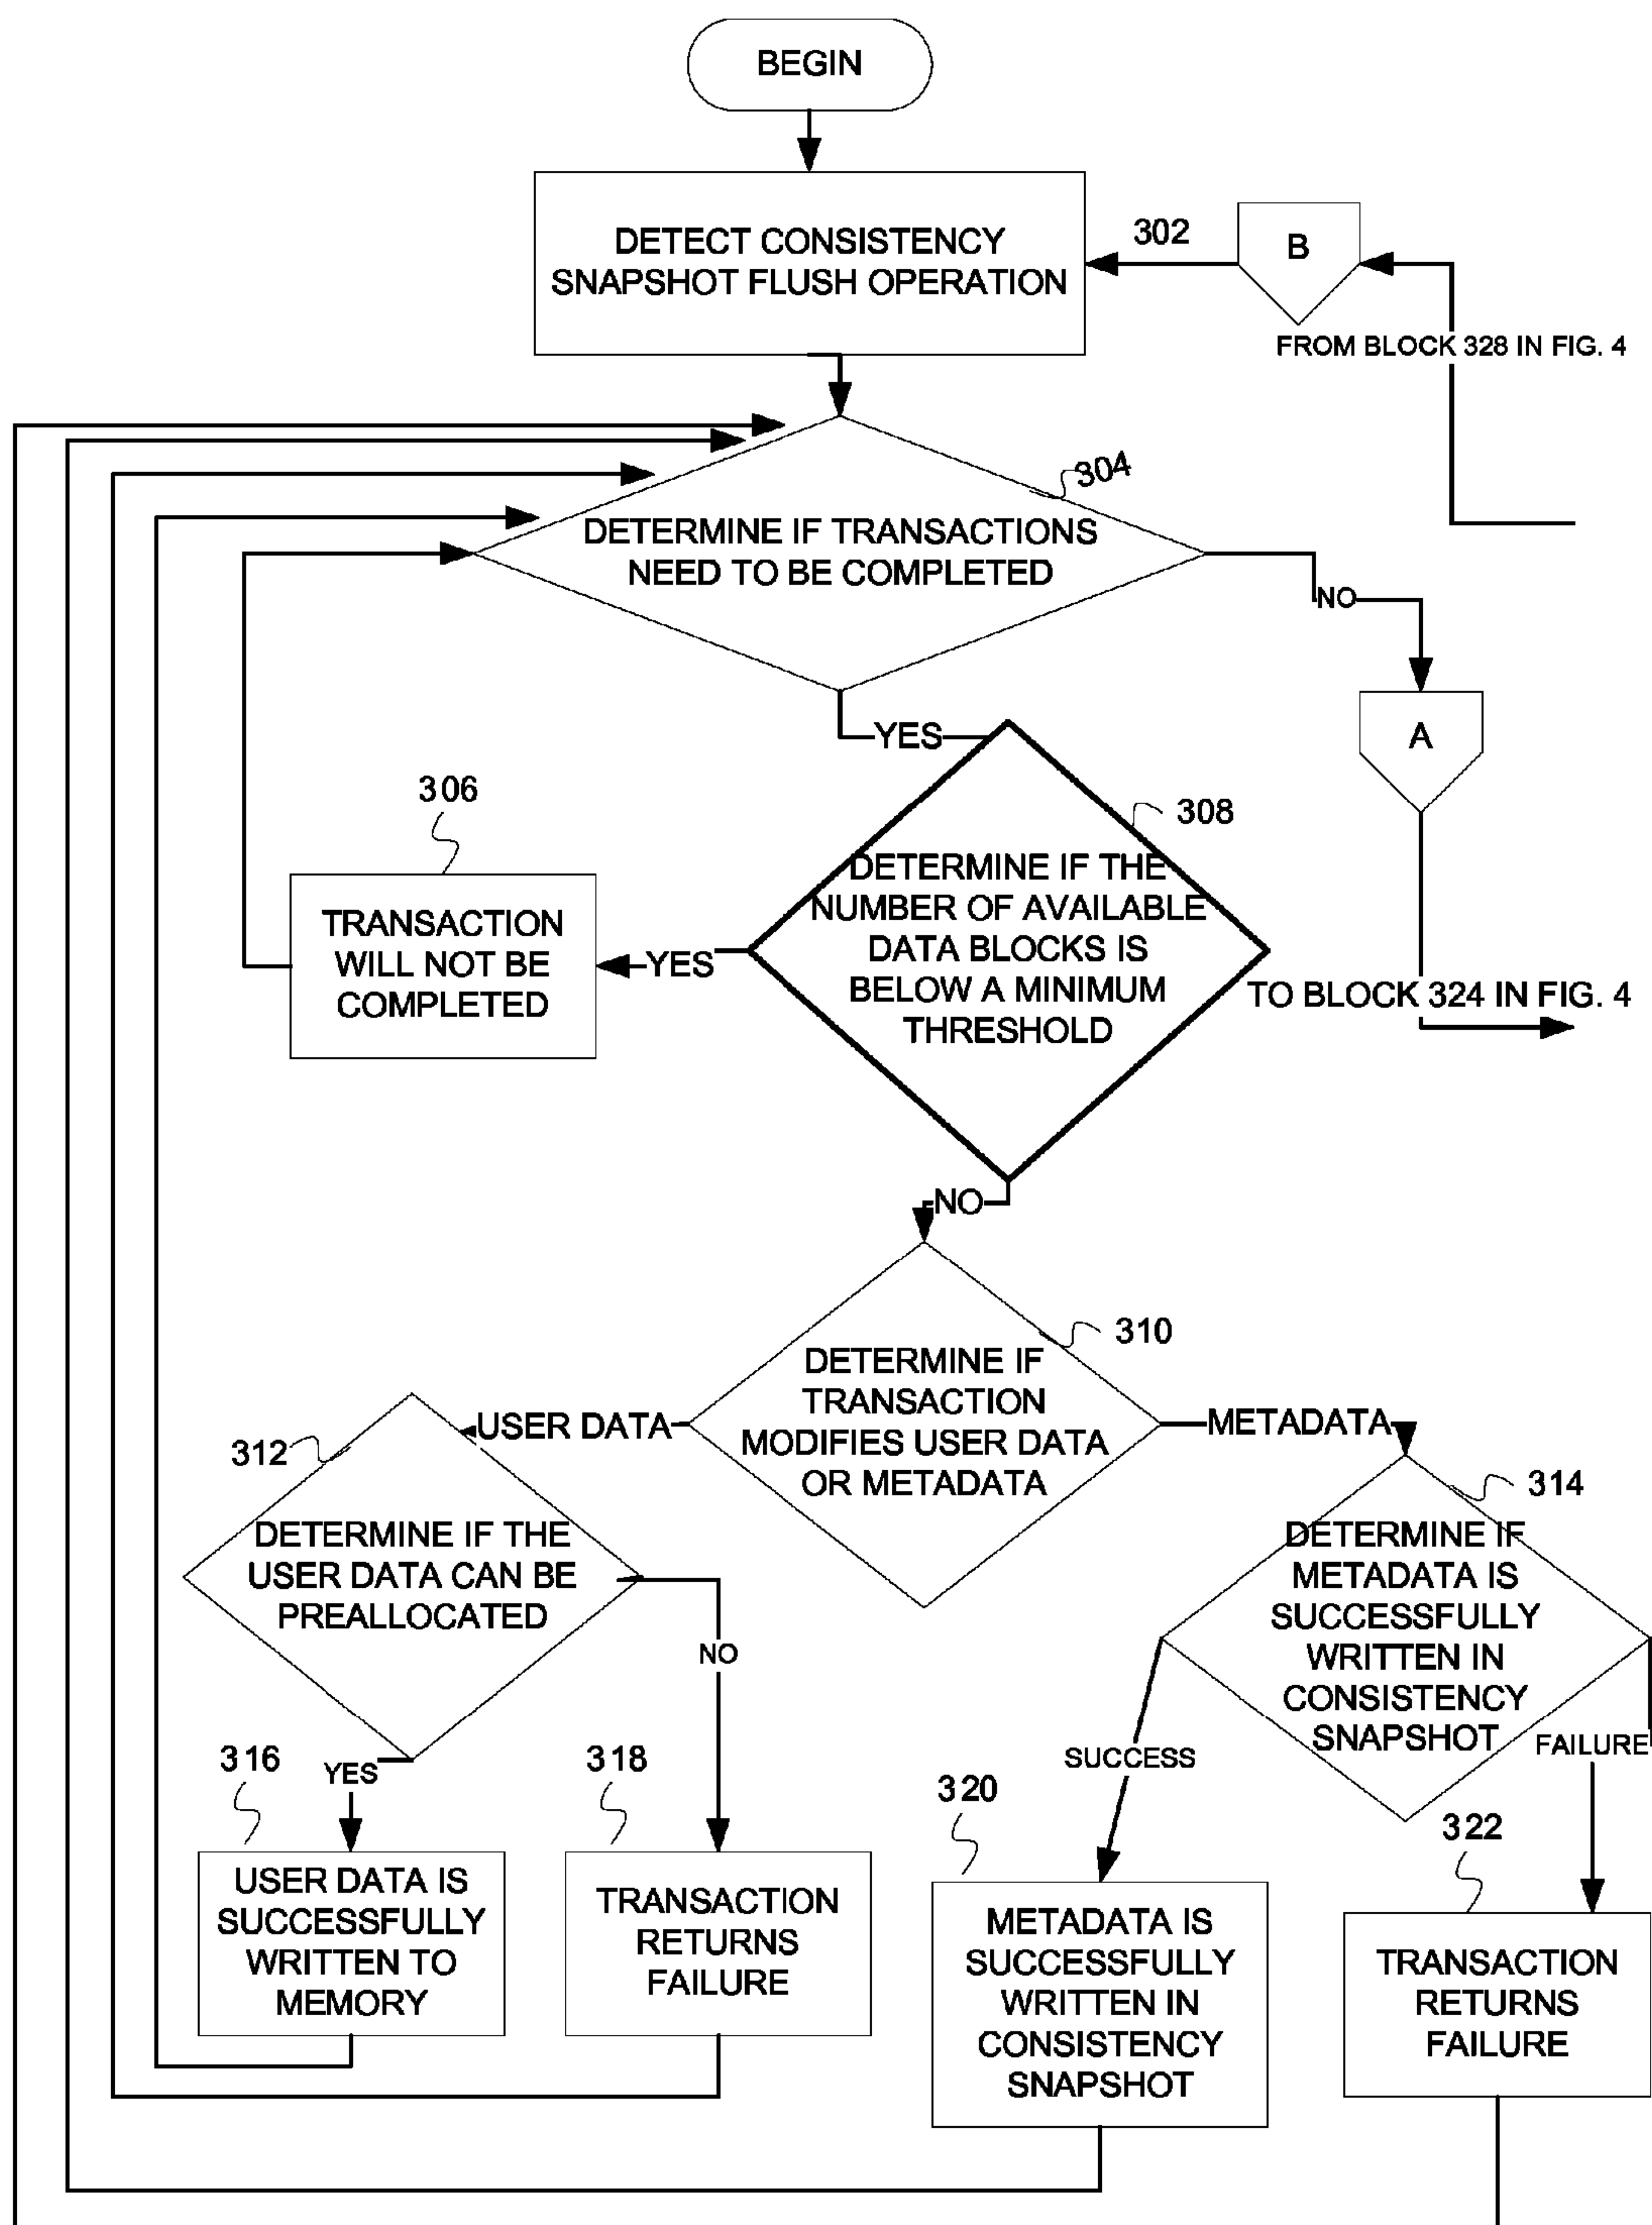 BEGIN
DETECT CONSISTENCY
SNAPSHOT FLUSH OPERATION
302
B
FROM BLOCK 328 IN FIG. 4
304
DETERMINE IF TRANSACTIONS
NEED TO BE COMPLETED
NO
A
TO BLOCK 324 IN FIG. 4
YES
306
TRANSACTION
WILL NOT BE
COMPLETED
YES
308
DETERMINE IF THE
NUMBER OF AVAILABLE
DATA BLOCKS IS
BELOW A MINIMUM
THRESHOLD
NO
310
DETERMINE IF
TRANSACTION
MODIFIES USER DATA
OR METADATA
USER DATA
METADATA
312
DETERMINE IF THE
USER DATA CAN BE
PREALLOCATED
NO
314
DETERMINE IF
METADATA IS
SUCCESSFULLY
WRITTEN IN
CONSISTENCY
SNAPSHOT
SUCCESS
FAILURE
316
YES
USER DATA IS
SUCCESSFULLY
WRITTEN TO
MEMORY
318
TRANSACTION
RETURNS
FAILURE
320
METADATA IS
SUCCESSFULLY
WRITTEN IN
CONSISTENCY
SNAPSHOT
322
TRANSACTION
RETURNS
FAILURE